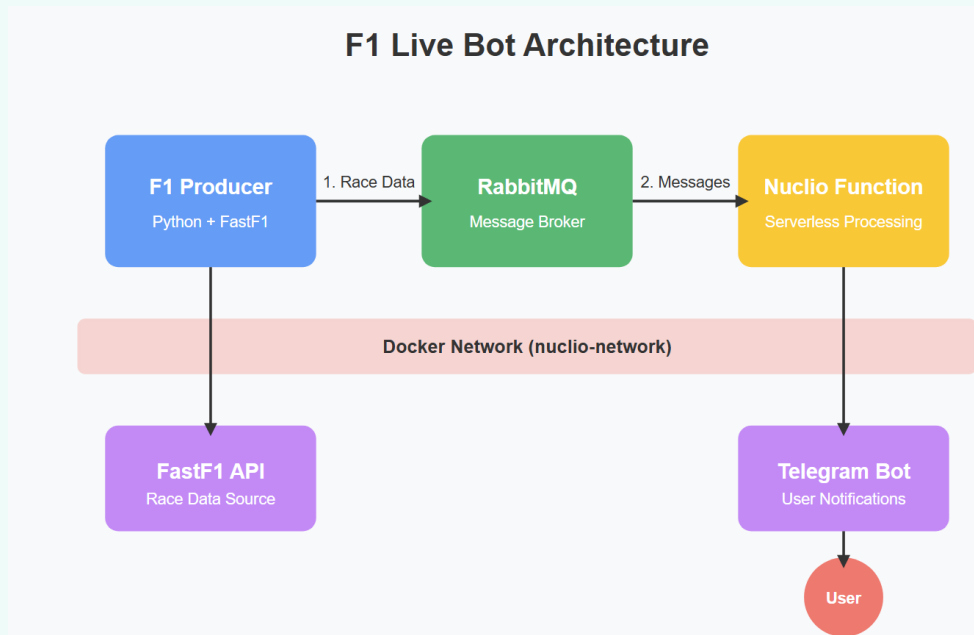 F1 Live Bot Architecture
F1 Producer
Python + FastF1
1. Race Data
RabbitMQ
Message Broker
2. Messages
Nuclio Function
Serverless Processing
Docker Network (nuclio-network)
FastF1 API
Race Data Source
Telegram Bot
User Notifications
User